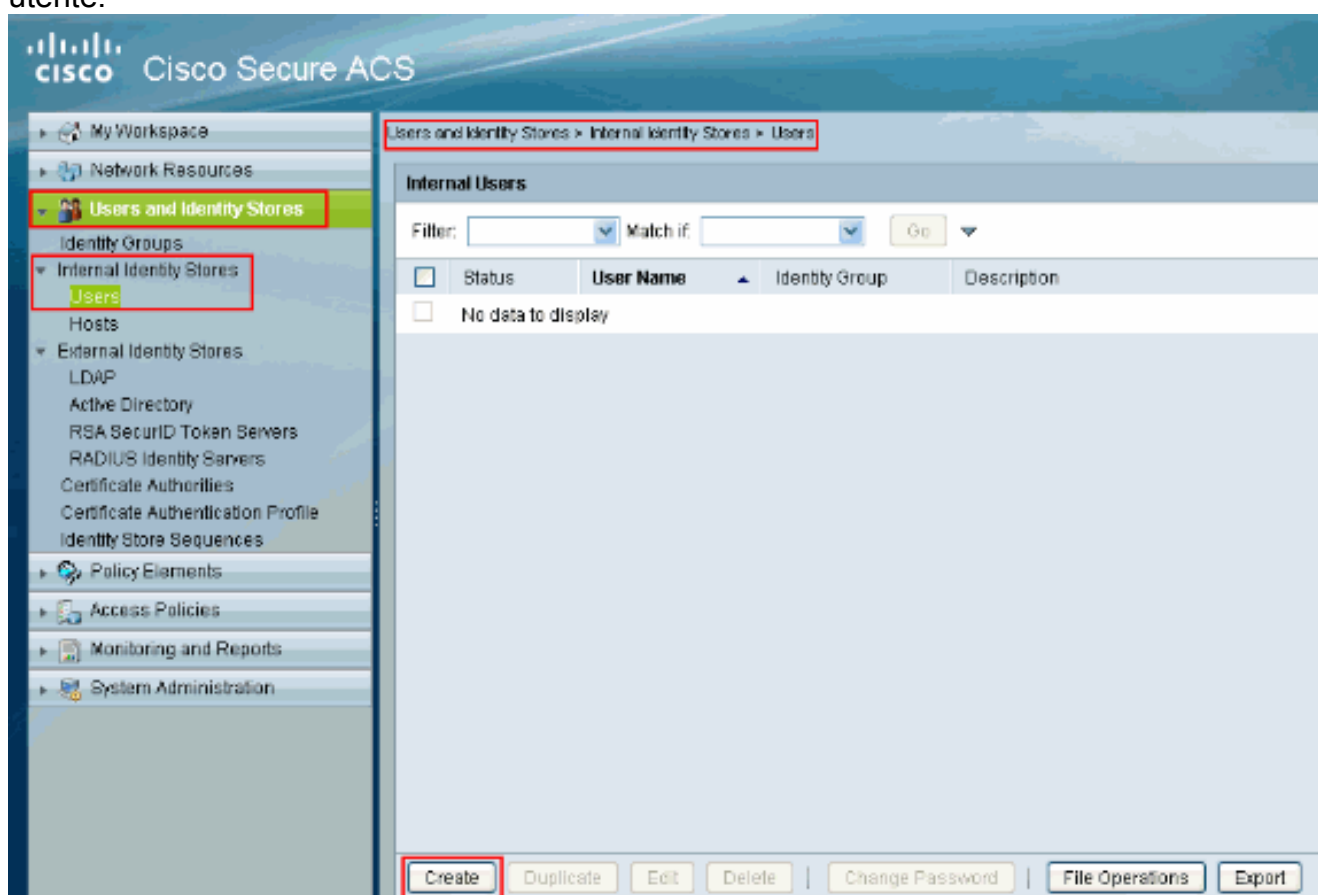 utente.
CISCO Cisco Secure ACS
My Workspace
Network Resources
Users and Identity Stores
Identity Groups
Internal Identity Stores
Users
Hosts
External Identity Stores
LDAP
Active Directory
RSA SecurID Token Servers
RADIUS Identity Servers
Certificate Authorities
Certificate Authentication Profile
Identity Store Sequences
Policy Elements
Access Policies
Monitoring and Reports
System Administration
Users and Identity Stores > Internal Identity Stores > Users
Internal Users
Filter: Match if: Go
Status User Name Identity Group Description
No data to display
Create Duplicate Edit Delete | Change Password | File Operations Export